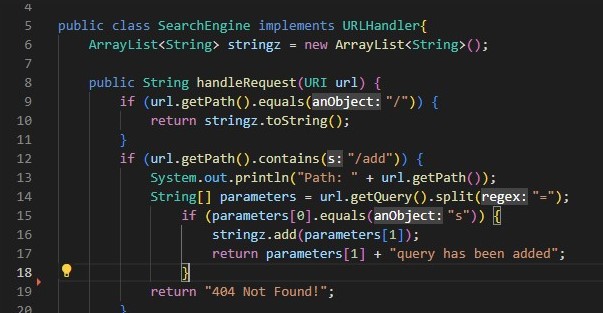 4
5 public class SearchEngine implements URLHandler{
6 ArrayList<String> stringz = new ArrayList<String>();
7
8 public String handleRequest(URI url) {
9 if (url.getPath().equals(anObject: "/")) {
10 return stringz.toString();
11 }
12 if (url.getPath().contains(s: "/add")) {
13 System.out.println("Path: " + url.getPath());
14 String[] parameters = url.getQuery().split(regex: "=");
15 if (parameters[0].equals(anObject: "s")) {
16 stringz.add(parameters[1]);
17 return parameters[1] + "query has been added";
18 }
19 return "404 Not Found!";
20 }